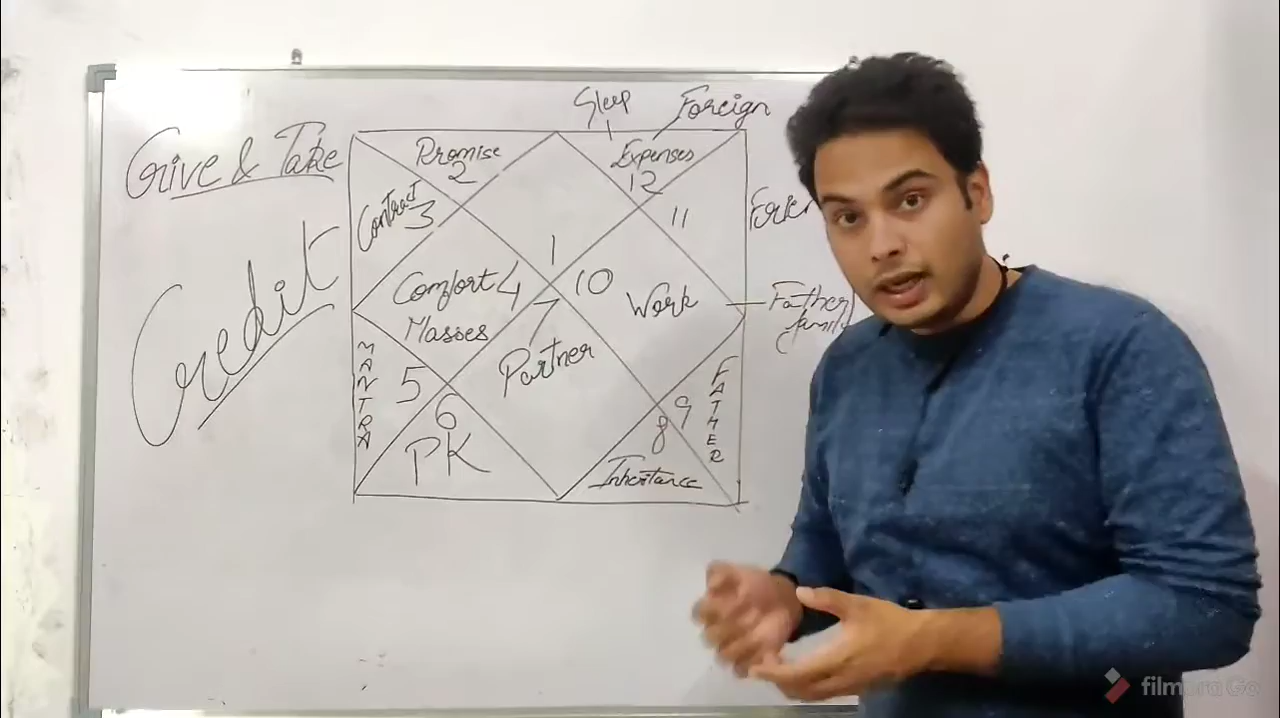 Sleep
Foreign
Give & Take
Promise
2
Expenses
12
Contract
3
11
1
Comfort 4
Masses
10
Work
Father
family
Credit
7
Partner
MANTRA
5
6
PK
9
8
FATHER
Inheritance
filmora Go